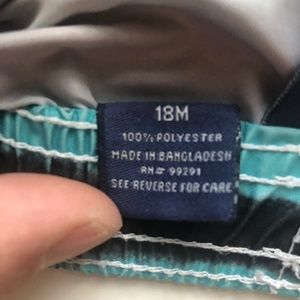 18M
100% POLYESTER
MADE IN BANGLADESH
RN# 99291
SEE REVERSE FOR CARE